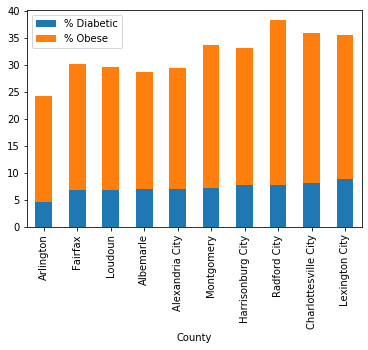 % Diabetic
% Obese
40
35
30
25
20
15
10
5
0
Arlington
Fairfax
Loudoun
Albemarle
Alexandria City
Montgomery
Harrisonburg City
Radford City
Charlottesville City
Lexington City
County